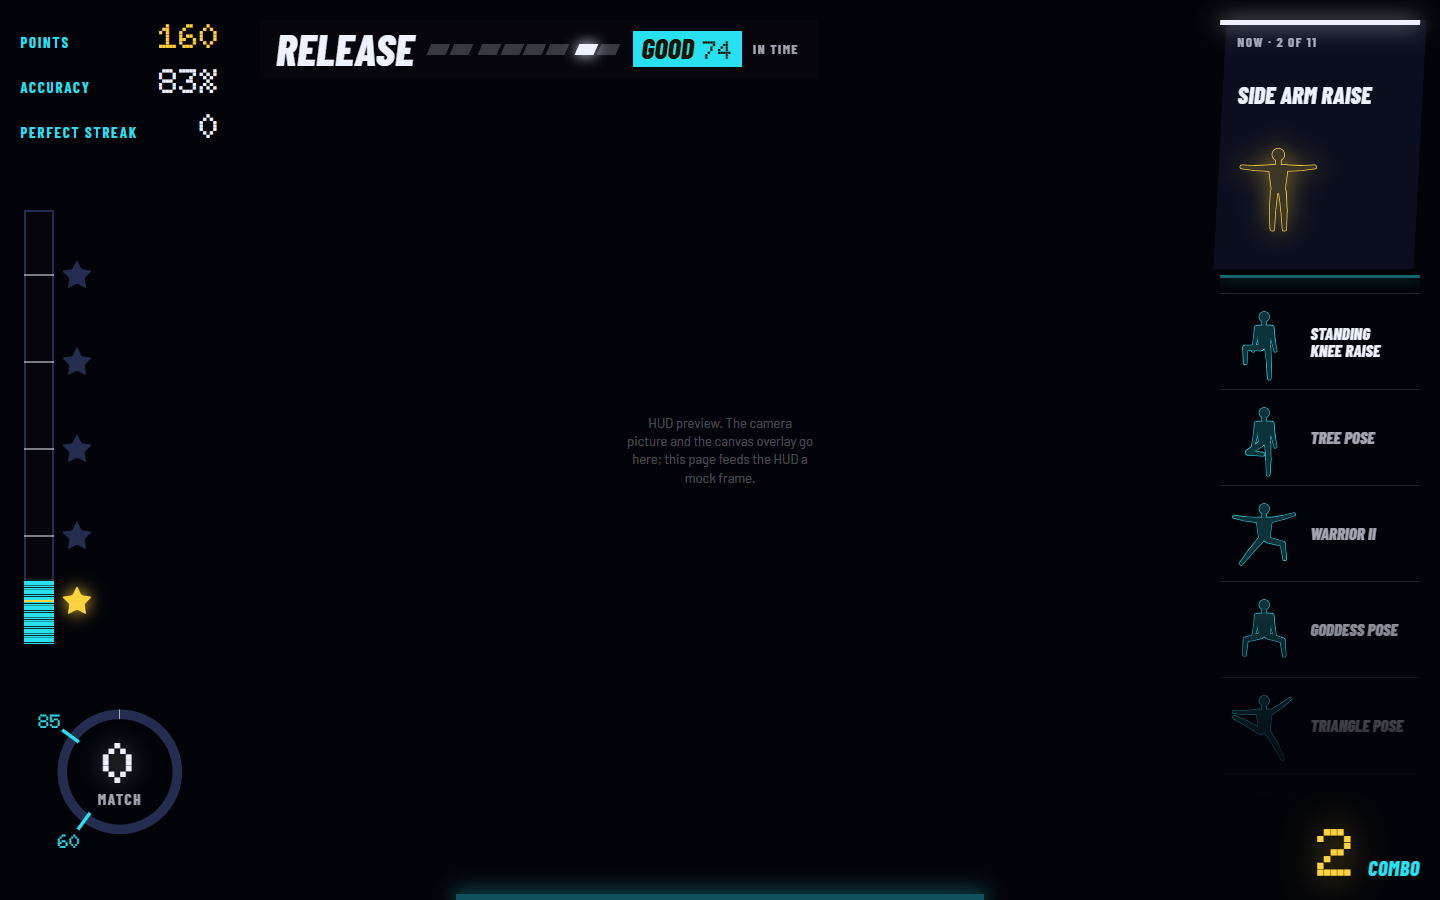 POINTS 160
ACCURACY 83%
PERFECT STREAK 0
RELEASE GOOD 74 IN TIME
NOW · 2 OF 11
SIDE ARM RAISE
STANDING
KNEE RAISE
TREE POSE
WARRIOR II
GODDESS POSE
TRIANGLE POSE
HUD preview. The camera
picture and the canvas overlay go
here; this page feeds the HUD a
mock frame.
85
0
MATCH
60
2 COMBO